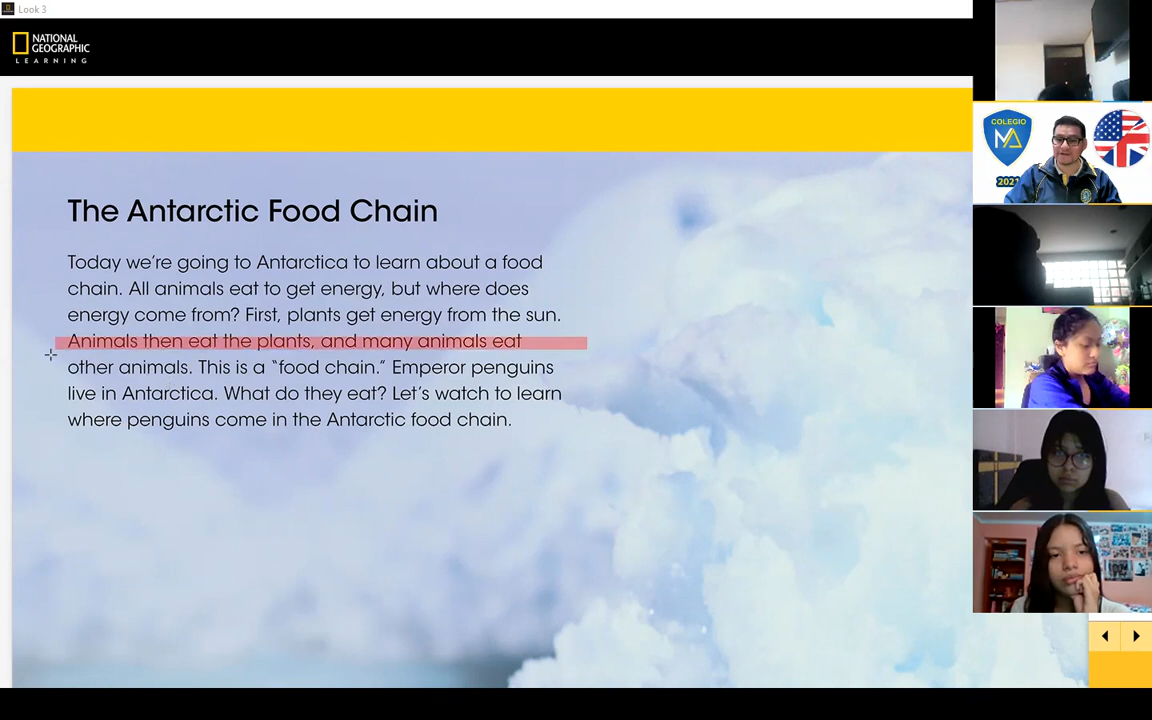 Look 3
NATIONAL
GEOGRAPHIC
LEARNING
COLEGIO
MA
2021
The Antarctic Food Chain
Today we're going to Antarctica to learn about a food
chain. All animals eat to get energy, but where does
energy come from? First, plants get energy from the sun.
Animals then eat the plants, and many animals eat
other animals. This is a "food chain." Emperor penguins
live in Antarctica. What do they eat? Let's watch to learn
where penguins come in the Antarctic food chain.